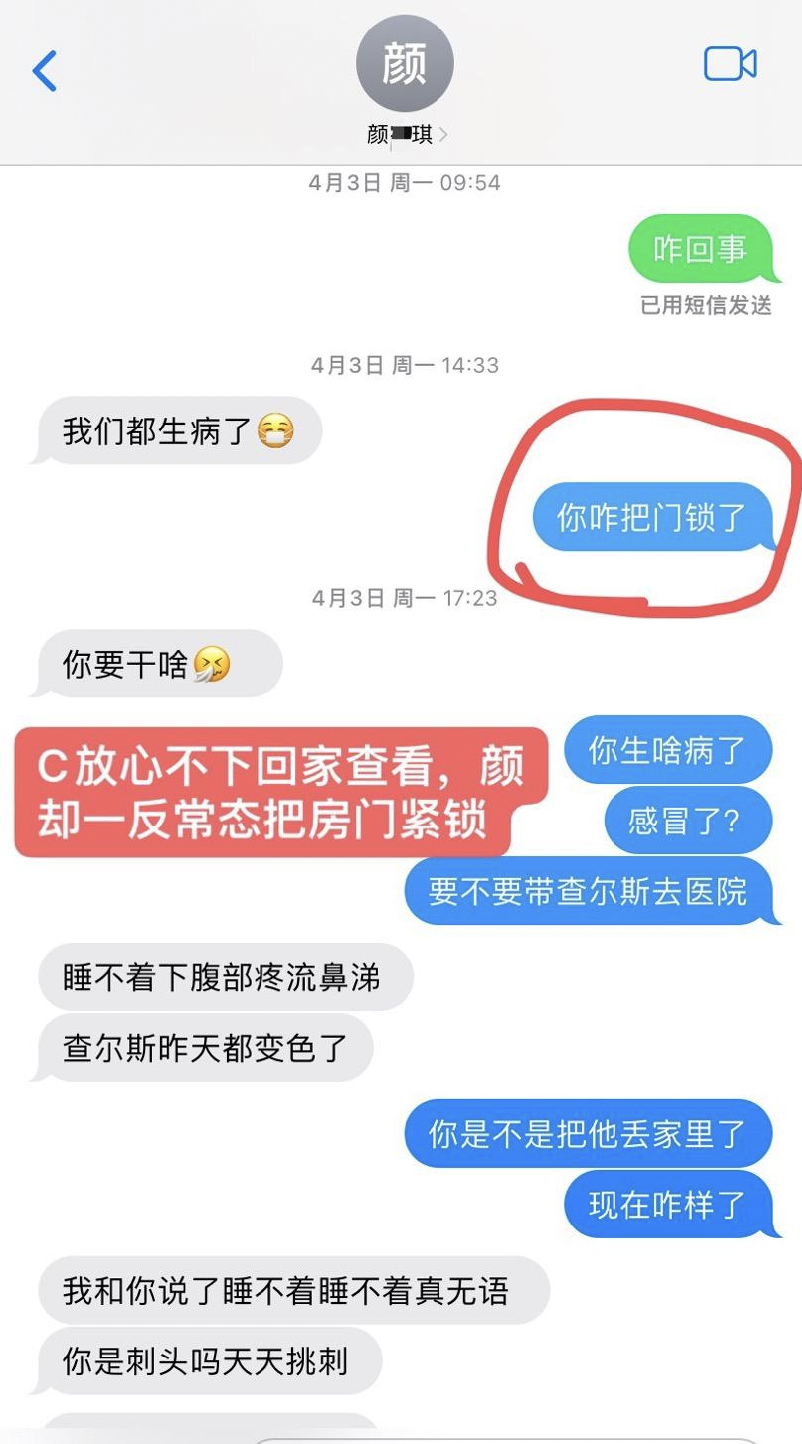 颜
颜琪
4月3日 周一 09:54
咋回事
已用短信发送
4月3日 周一 14:33
我们都生病了😷
你咋把门锁了
4月3日 周一 17:23
你要干啥🤧
你生啥病了
C放心不下回家查看，颜
却一反常态把房门紧锁
感冒了?
要不要带查尔斯去医院
睡不着下腹部疼流鼻涕
查尔斯昨天都变色了
你是不是把他丢家里了
现在咋样了
我和你说了睡不着睡不着真无语
你是刺头吗天天挑刺